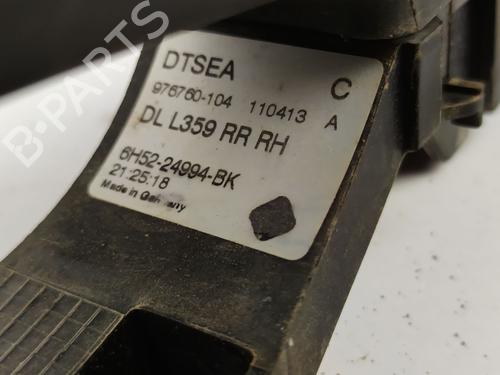 B-PARTS
DTSEA C
976760-104 110413 A
DL L359 RR RH
6H52-24994-BK
21:25:18
Made in Germany